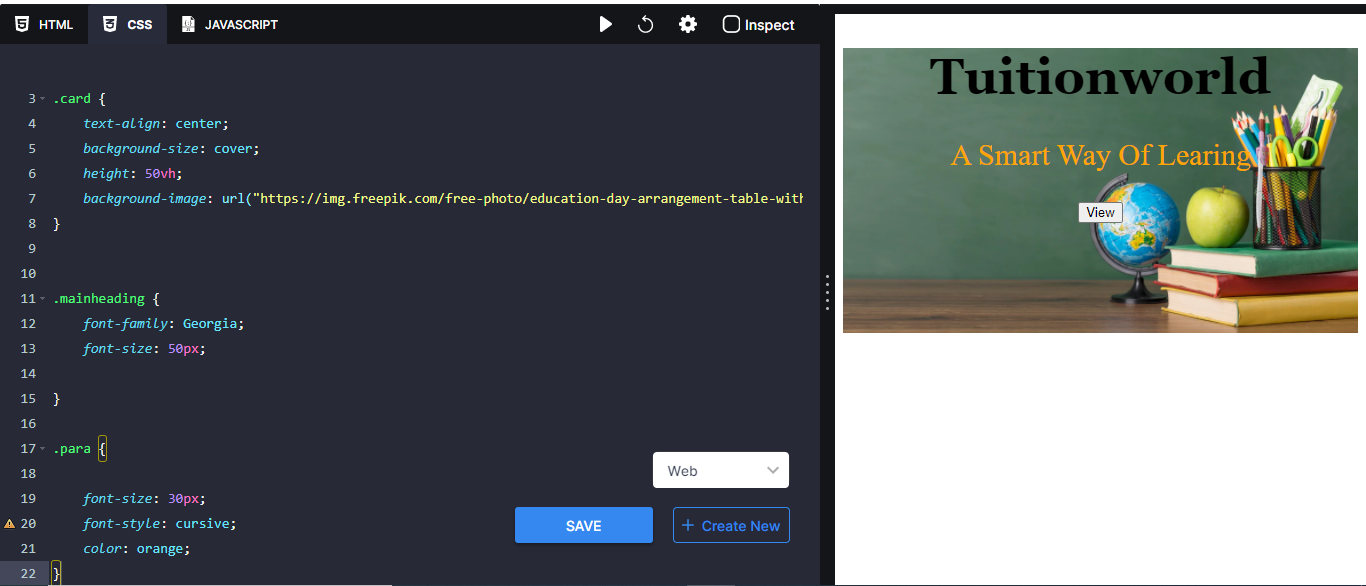 HTML CSS JAVASCRIPT Inspect
3 .card {
4 text-align: center;
5 background-size: cover;
6 height: 50vh;
7 background-image: url("https://img.freepik.com/free-photo/education-day-arrangement-table-with
8 }
9
10
11 .mainheading {
12 font-family: Georgia;
13 font-size: 50px;
14
15 }
16
17 .para {
18
19 font-size: 30px;
20 font-style: cursive;
21 color: orange;
22 }
Web
SAVE + Create New
Tuitionworld
A Smart Way Of Learing
View